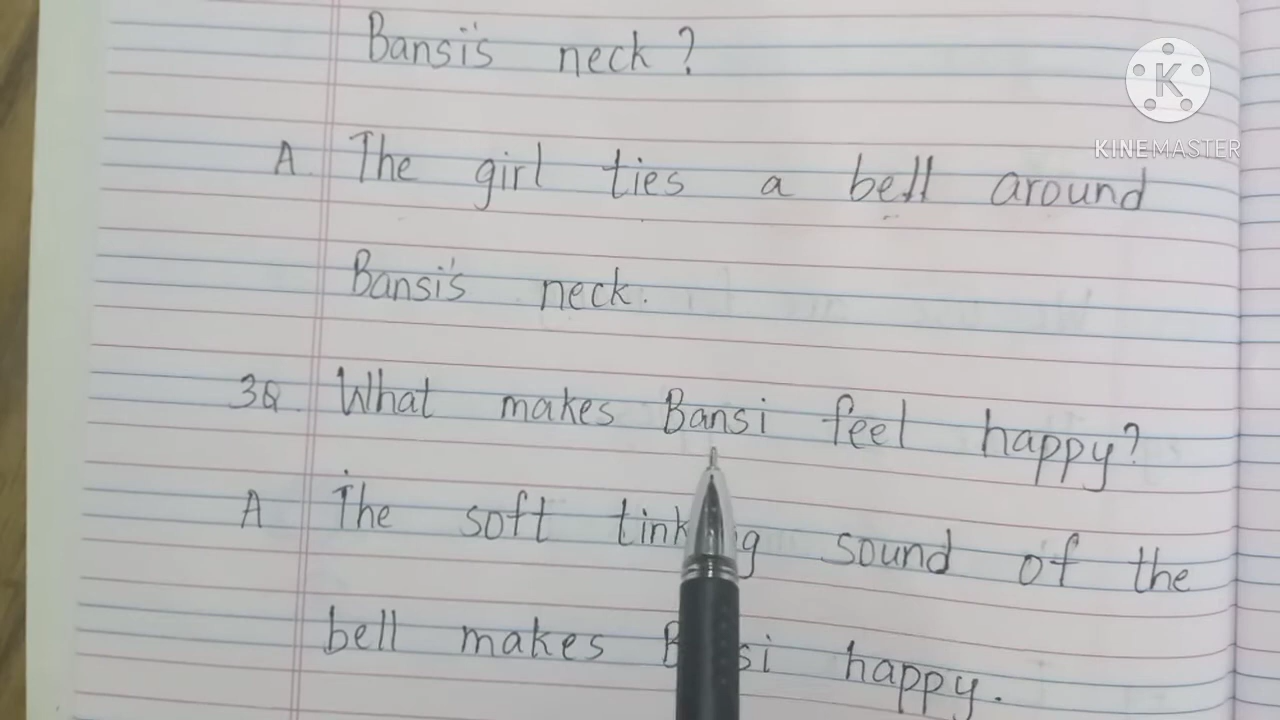 Bansi's neck?
K
KINEMASTER
A The girl ties a bell around
Bansi's neck.
3Q What makes Bansi feel happy?
A The soft sound of the
bell makes happy.